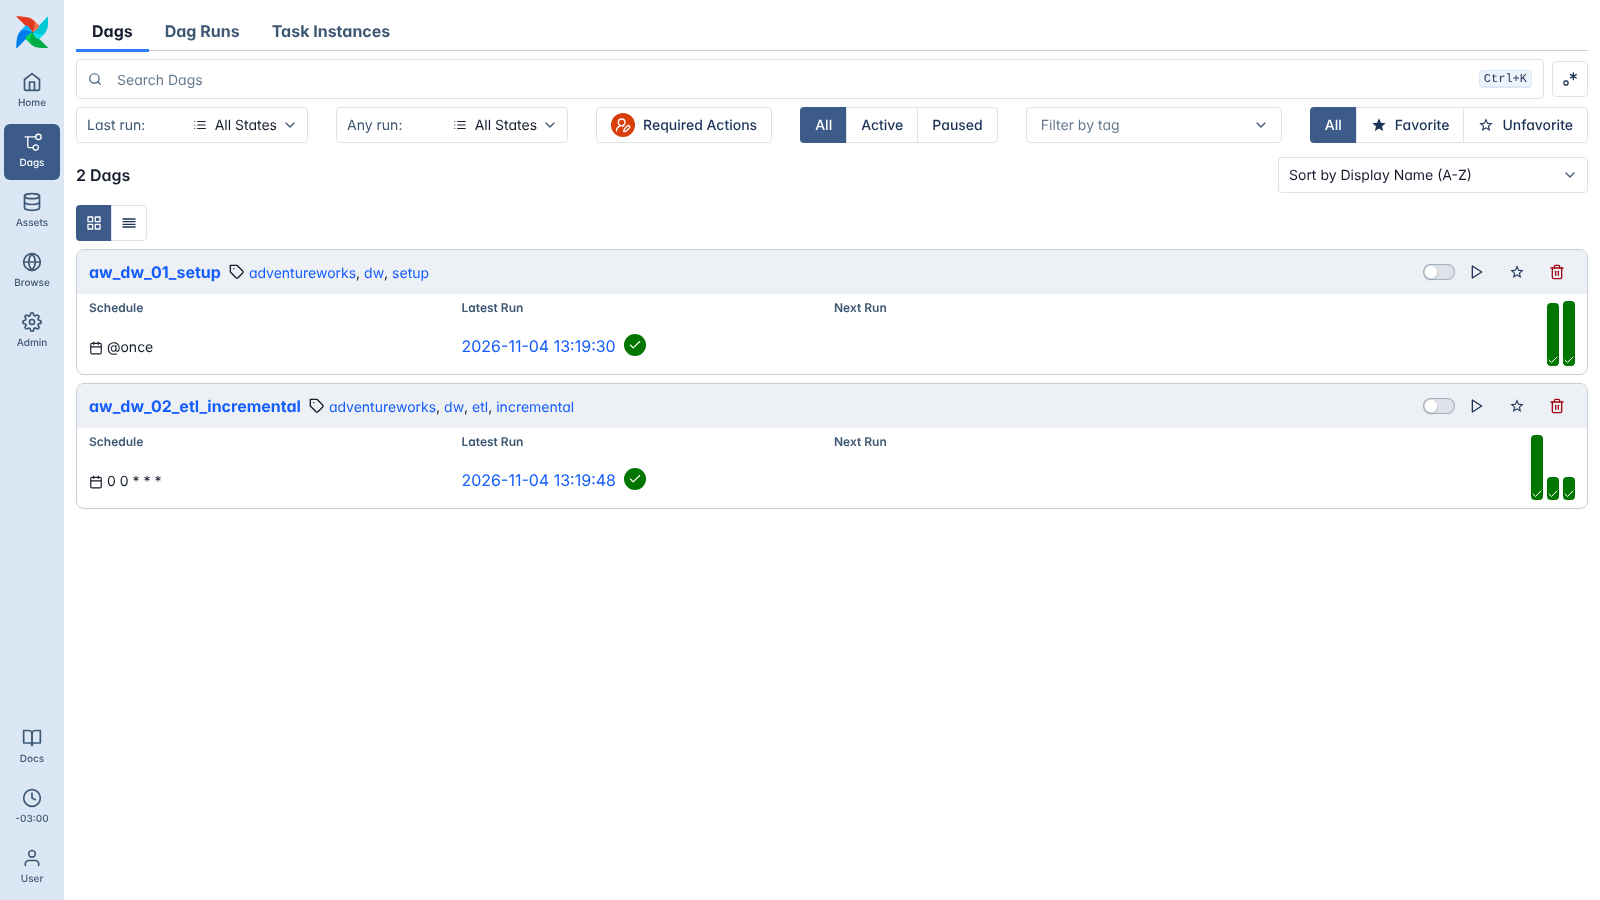 Dags Dag Runs Task Instances
Search Dags Ctrl+K
Last run: All States Any run: All States Required Actions All Active Paused Filter by tag All Favorite Unfavorite
2 Dags Sort by Display Name (A-Z)
aw_dw_01_setup adventureworks, dw, setup
Schedule Latest Run Next Run
@once 2026-11-04 13:19:30
aw_dw_02_etl_incremental adventureworks, dw, etl, incremental
Schedule Latest Run Next Run
0 0 * * * 2026-11-04 13:19:48
Home
Dags
Assets
Browse
Admin
Docs
-03:00
User